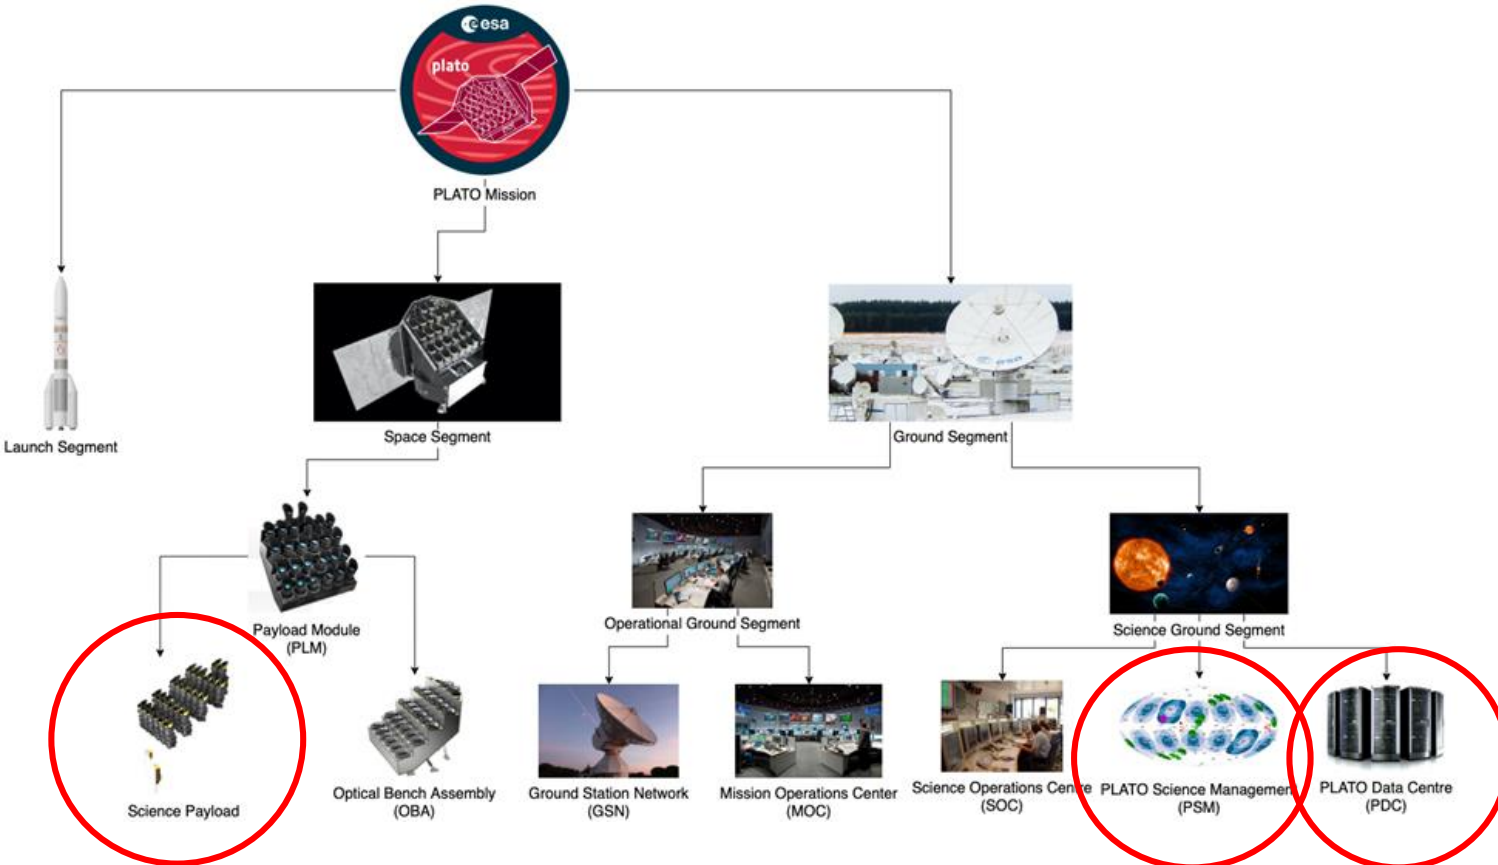 esa
plato
PLATO Mission
Launch Segment
Space Segment
Ground Segment
esa
Payload Module
(PLM)
Operational Ground Segment
Science Ground Segment
Science Payload
Optical Bench Assembly
(OBA)
Ground Station Network
(GSN)
Mission Operations Center
(MOC)
Science Operations Centre
(SOC)
PLATO Science Management
(PSM)
PLATO Data Centre
(PDC)